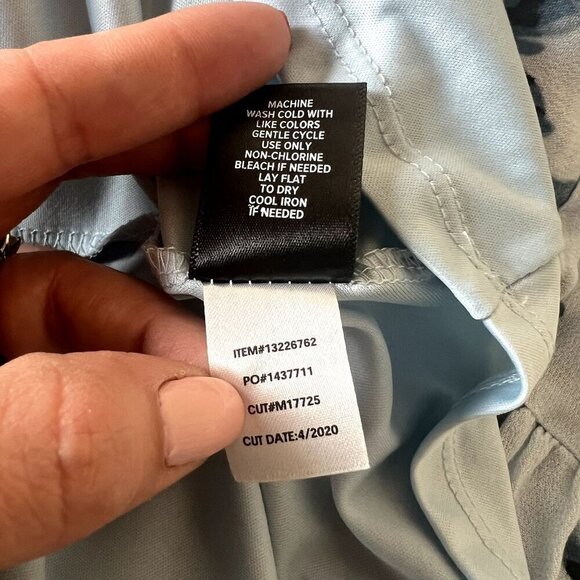 MACHINE
WASH COLD WITH
LIKE COLORS
GENTLE CYCLE
USE ONLY
NON-CHLORINE
BLEACH IF NEEDED
LAY FLAT
TO DRY
COOL IRON
IF NEEDED
ITEM#13226762
PO#1437711
CUT#M17725
CUT DATE:4/2020